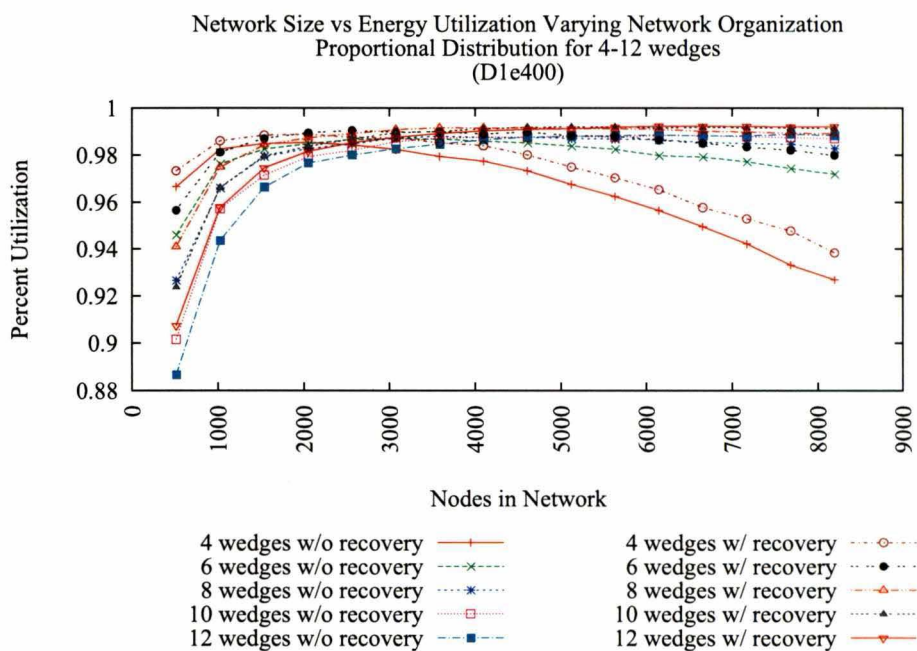 Network Size vs Energy Utilization Varying Network Organization
Proportional Distribution for 4-12 wedges
(D1e400)
1
0.98
0.96
0.94
0.92
0.9
0.88
Percent Utilization
0
1000
2000
3000
4000
5000
6000
7000
8000
9000
Nodes in Network
4 wedges w/o recovery
6 wedges w/o recovery
8 wedges w/o recovery
10 wedges w/o recovery
12 wedges w/o recovery
4 wedges w/ recovery
6 wedges w/ recovery
8 wedges w/ recovery
10 wedges w/ recovery
12 wedges w/ recovery